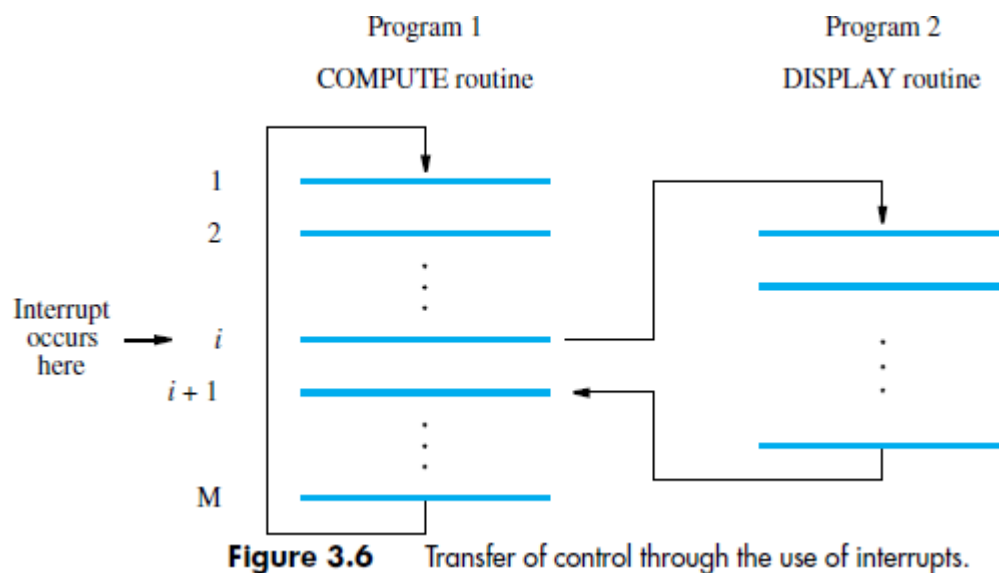 Program 1
COMPUTE routine
Program 2
DISPLAY routine
1
2
Interrupt
occurs
here
i
i + 1
M
Figure 3.6 Transfer of control through the use of interrupts.